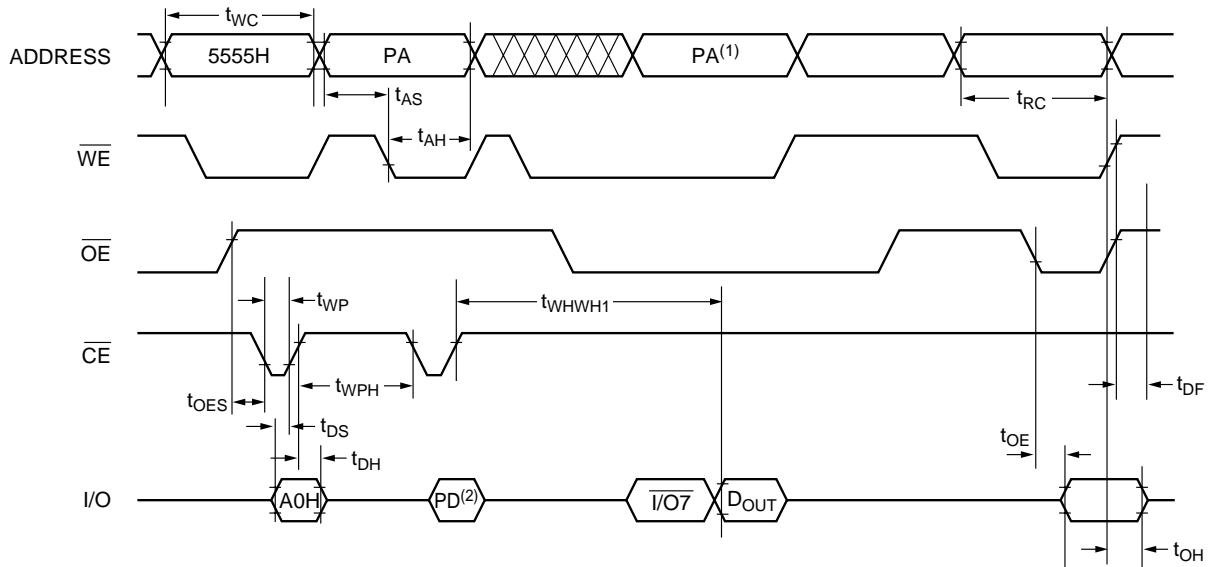 tWC
ADDRESS 5555H PA PA(1)
tAS
tRC
tAH
WE
OE
tWP
tWHWH1
CE
tWPH
tOES
tDF
tDS
tOE
tDH
I/O A0H PD(2) I/O7 DOUT
tOH